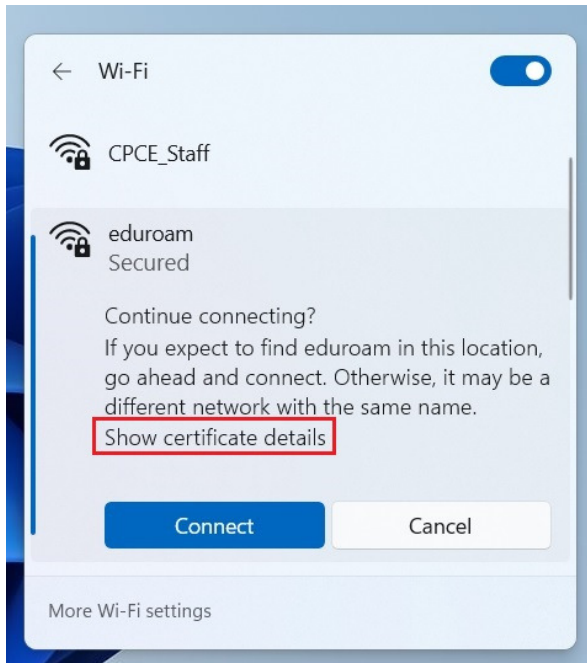 Wi-Fi
CPCE_Staff
eduroam
Secured
Continue connecting?
If you expect to find eduroam in this location,
go ahead and connect. Otherwise, it may be a
different network with the same name.
Show certificate details
Connect
Cancel
More Wi-Fi settings